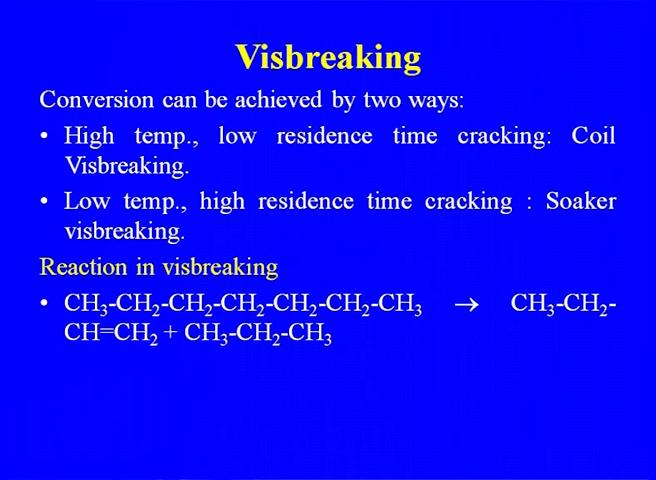 Visbreaking
Conversion can be achieved by two ways:
• High temp., low residence time cracking: Coil
Visbreaking.
• Low temp., high residence time cracking : Soaker
visbreaking.
Reaction in visbreaking
• CH₃-CH₂-CH₂-CH₂-CH₂-CH₂-CH₃ → CH₃-CH₂-
CH=CH₂ + CH₃-CH₂-CH₃